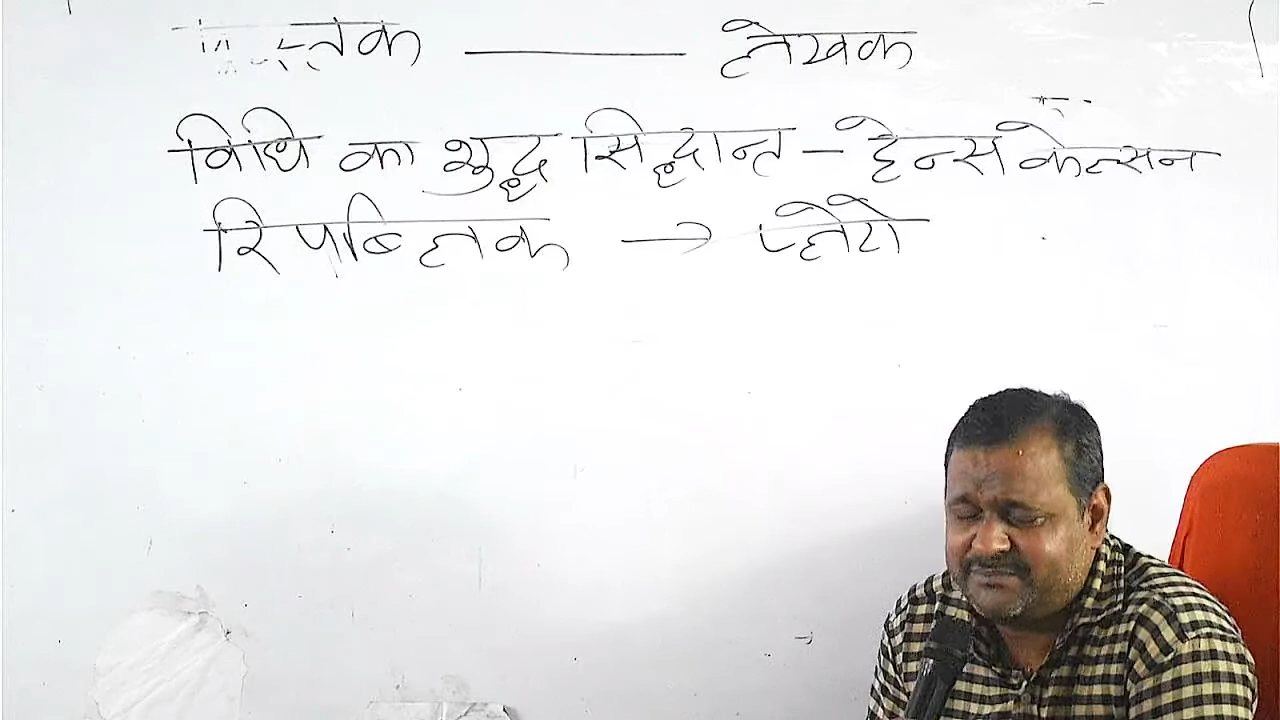 पुस्तक ——— लेखक
विधि का शुद्ध सिद्धान्त – हेन्स केल्सन
रिपब्लिक → प्लेटो